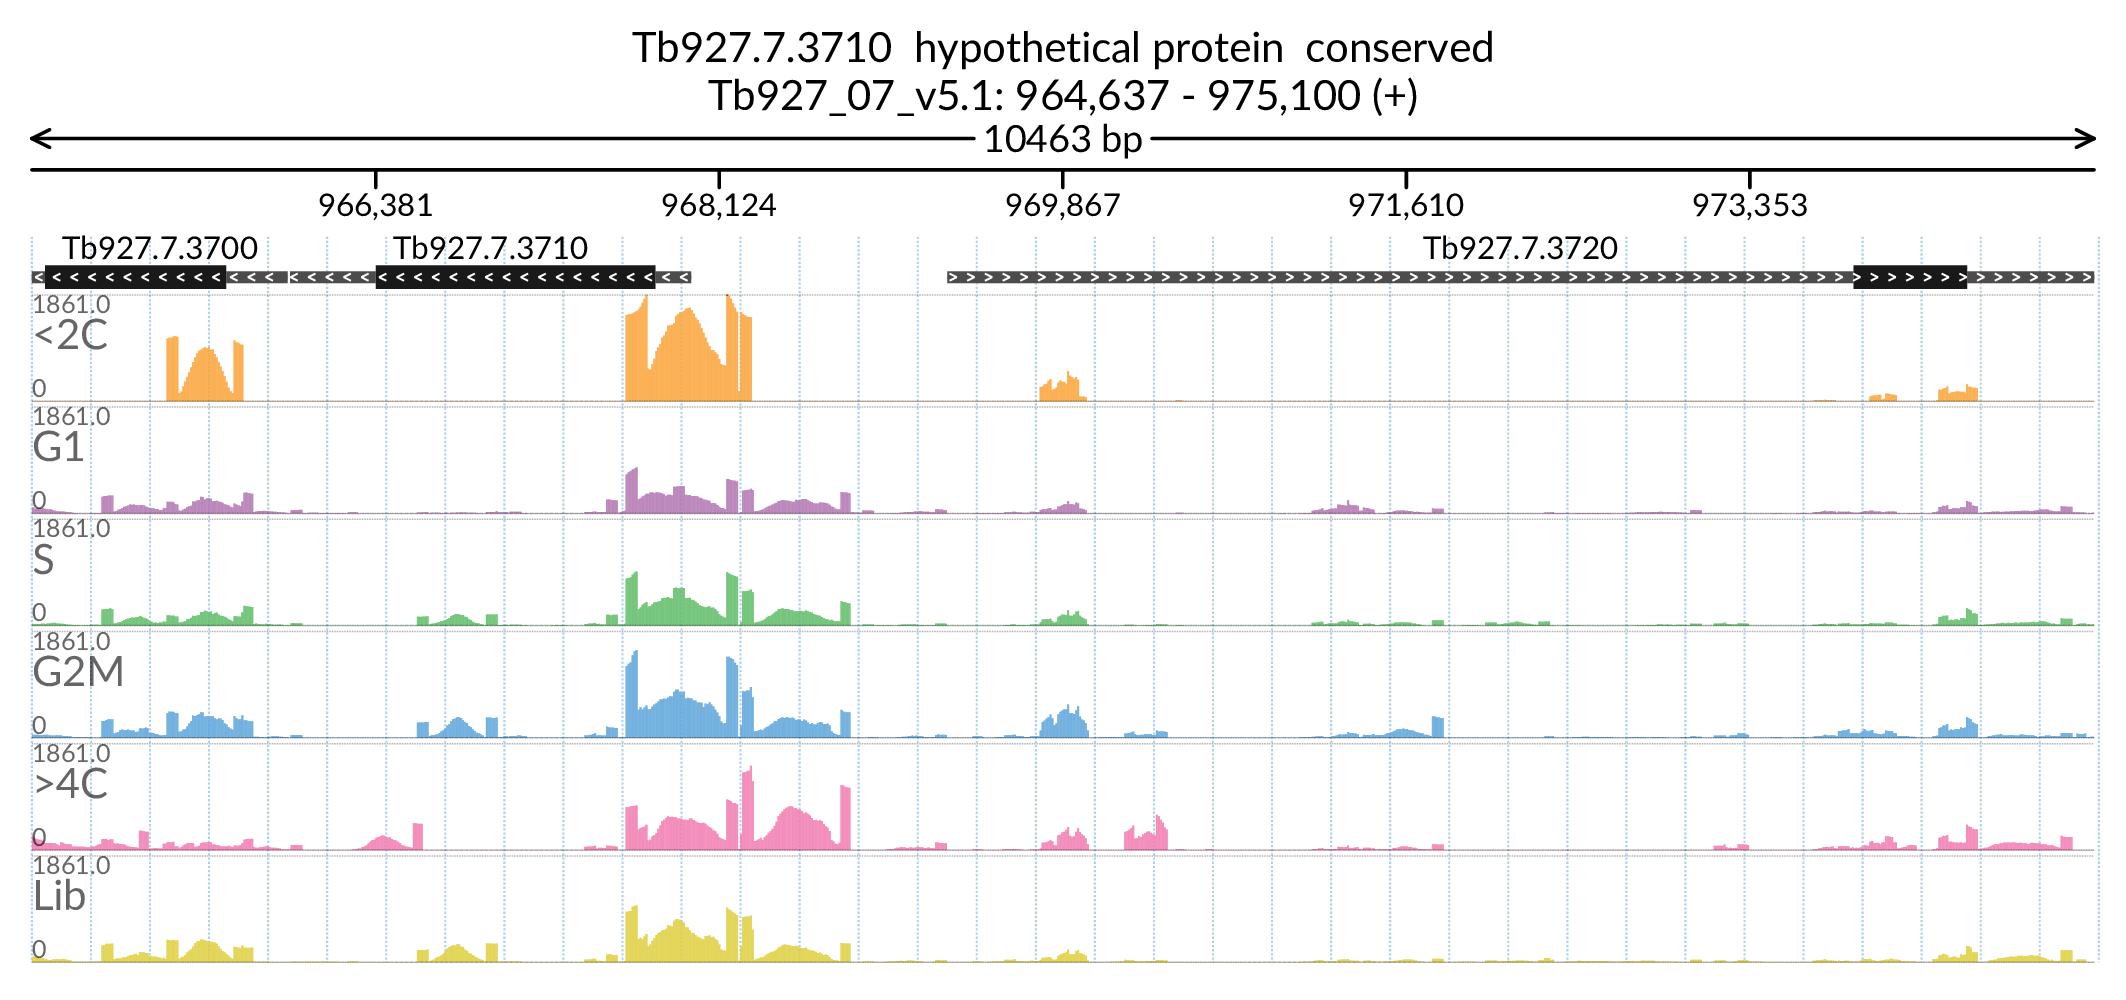 Tb927.7.3710 hypothetical protein conserved
Tb927_07_v5.1: 964,637 - 975,100 (+)
10463 bp
966,381 968,124 969,867 971,610 973,353
Tb927.7.3700 Tb927.7.3710 Tb927.7.3720
1861.0
<2C
0
1861.0
G1
0
1861.0
S
0
1861.0
G2M
0
1861.0
>4C
0
1861.0
Lib
0